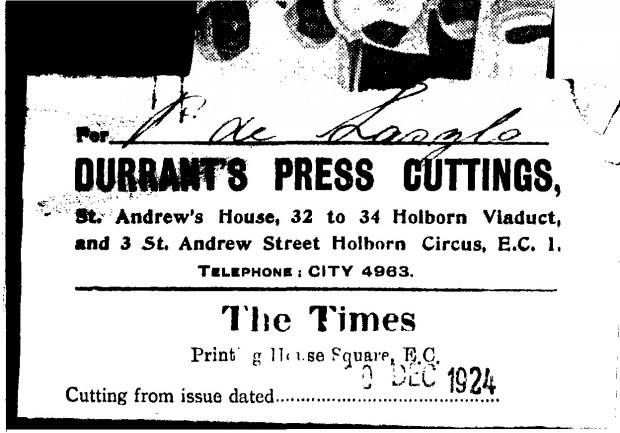 For P. de Laszlo
DURRANT'S PRESS CUTTINGS,
St. Andrew's House, 32 to 34 Holborn Viaduct,
and 3 St. Andrew Street Holborn Circus, E.C. 1.
TELEPHONE: CITY 4963.
The Times
Printing House Square, E.C.
Cutting from issue dated DEC 1924